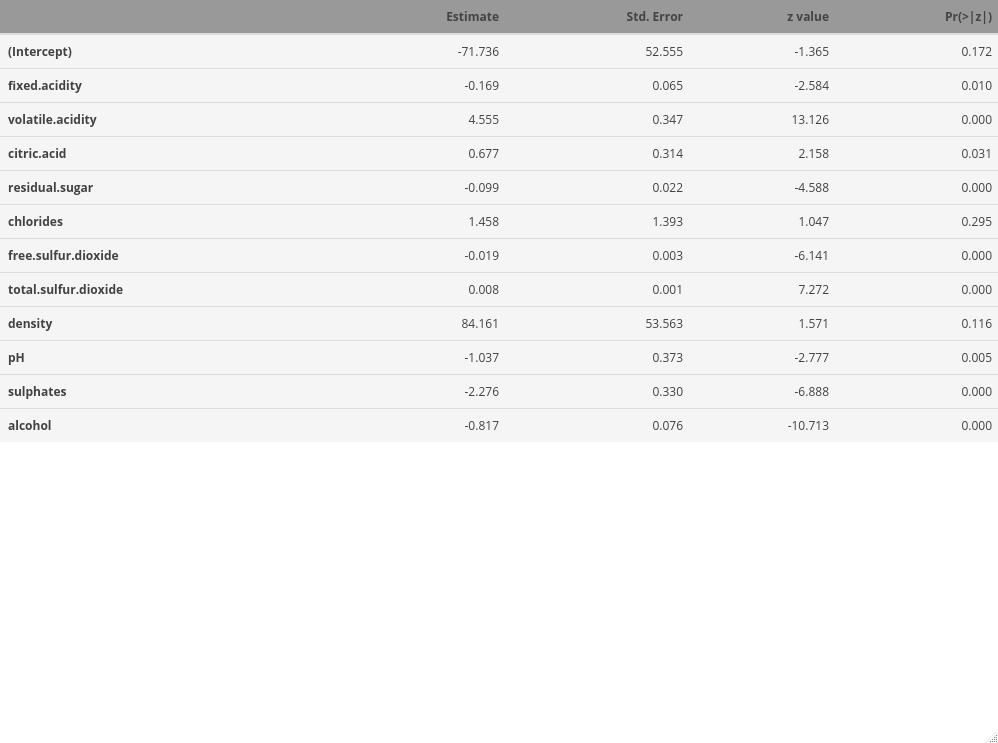 Estimate Std. Error z value Pr(>|z|)
(Intercept) -71.736 52.555 -1.365 0.172
fixed.acidity -0.169 0.065 -2.584 0.010
volatile.acidity 4.555 0.347 13.126 0.000
citric.acid 0.677 0.314 2.158 0.031
residual.sugar -0.099 0.022 -4.588 0.000
chlorides 1.458 1.393 1.047 0.295
free.sulfur.dioxide -0.019 0.003 -6.141 0.000
total.sulfur.dioxide 0.008 0.001 7.272 0.000
density 84.161 53.563 1.571 0.116
pH -1.037 0.373 -2.777 0.005
sulphates -2.276 0.330 -6.888 0.000
alcohol -0.817 0.076 -10.713 0.000